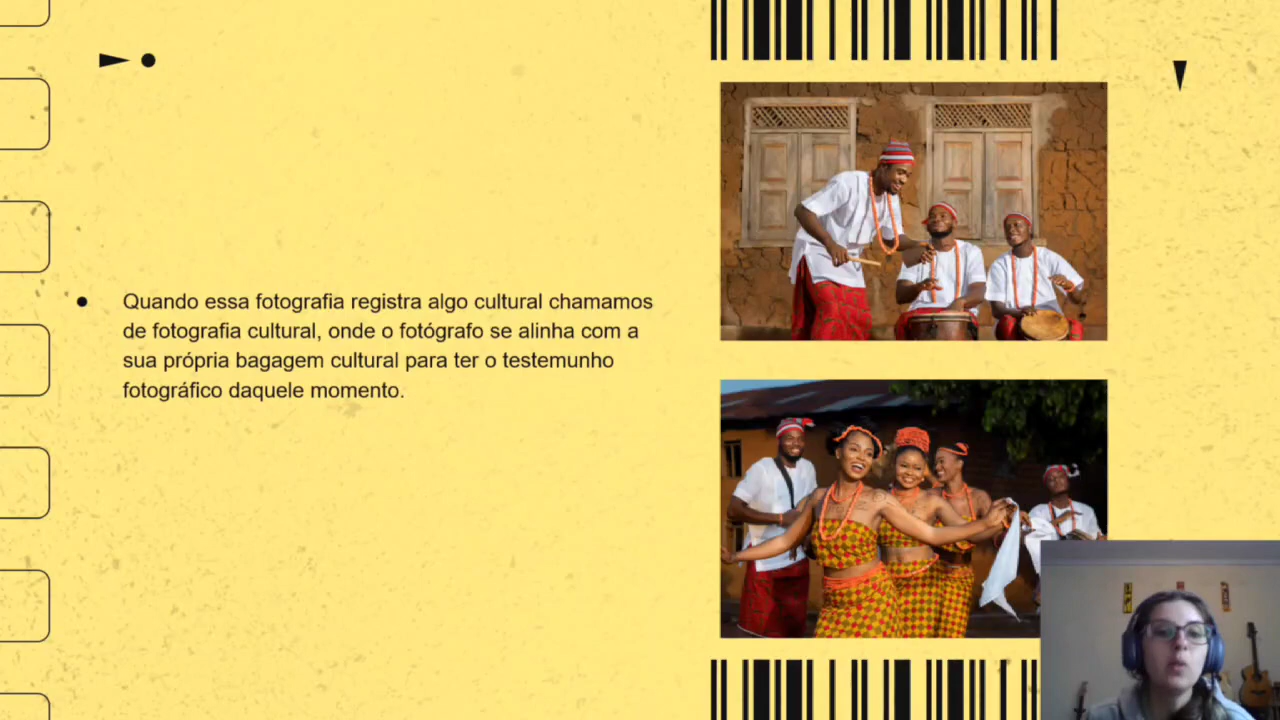 Quando essa fotografia registra algo cultural chamamos
de fotografia cultural, onde o fotógrafo se alinha com a
sua própria bagagem cultural para ter o testemunho
fotográfico daquele momento.